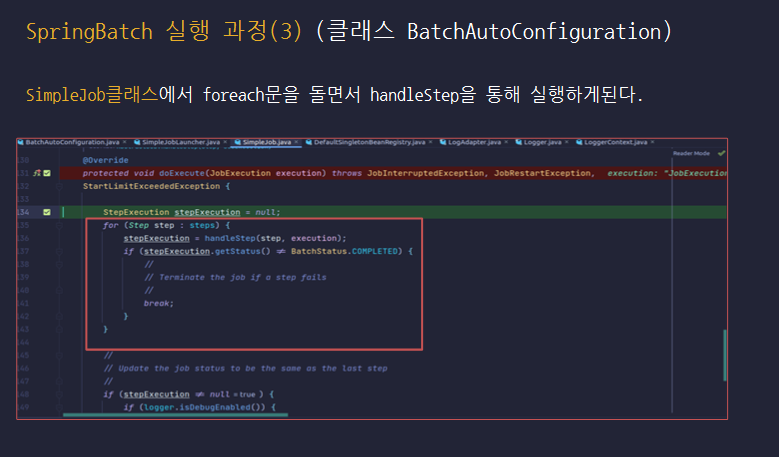 SpringBatch 실행 과정(3) (클래스 BatchAutoConfiguration)
SimpleJob클래스에서 foreach문을 돌면서 handleStep을 통해 실행하게된다.
BatchAutoConfiguration.java SimpleJobLauncher.java SimpleJob.java DefaultSingletonBeanRegistry.java LogAdapter.java Logger.java LoggerContext.java
Reader Mode
130 @Override
131 protected void doExecute(JobExecution execution) throws JobInterruptedException, JobRestartException, execution: "JobExecution
132 StartLimitExceededException {
133
134 StepExecution stepExecution = null;
135 for (Step step : steps) {
136 stepExecution = handleStep(step, execution);
137 if (stepExecution.getStatus() != BatchStatus.COMPLETED) {
138 //
139 // Terminate the job if a step fails
140 //
141 break;
142 }
143 }
144
145 //
146 // Update the job status to be the same as the last step
147 //
148 if (stepExecution != null = true ) {
149 if (logger.isDebugEnabled()) {